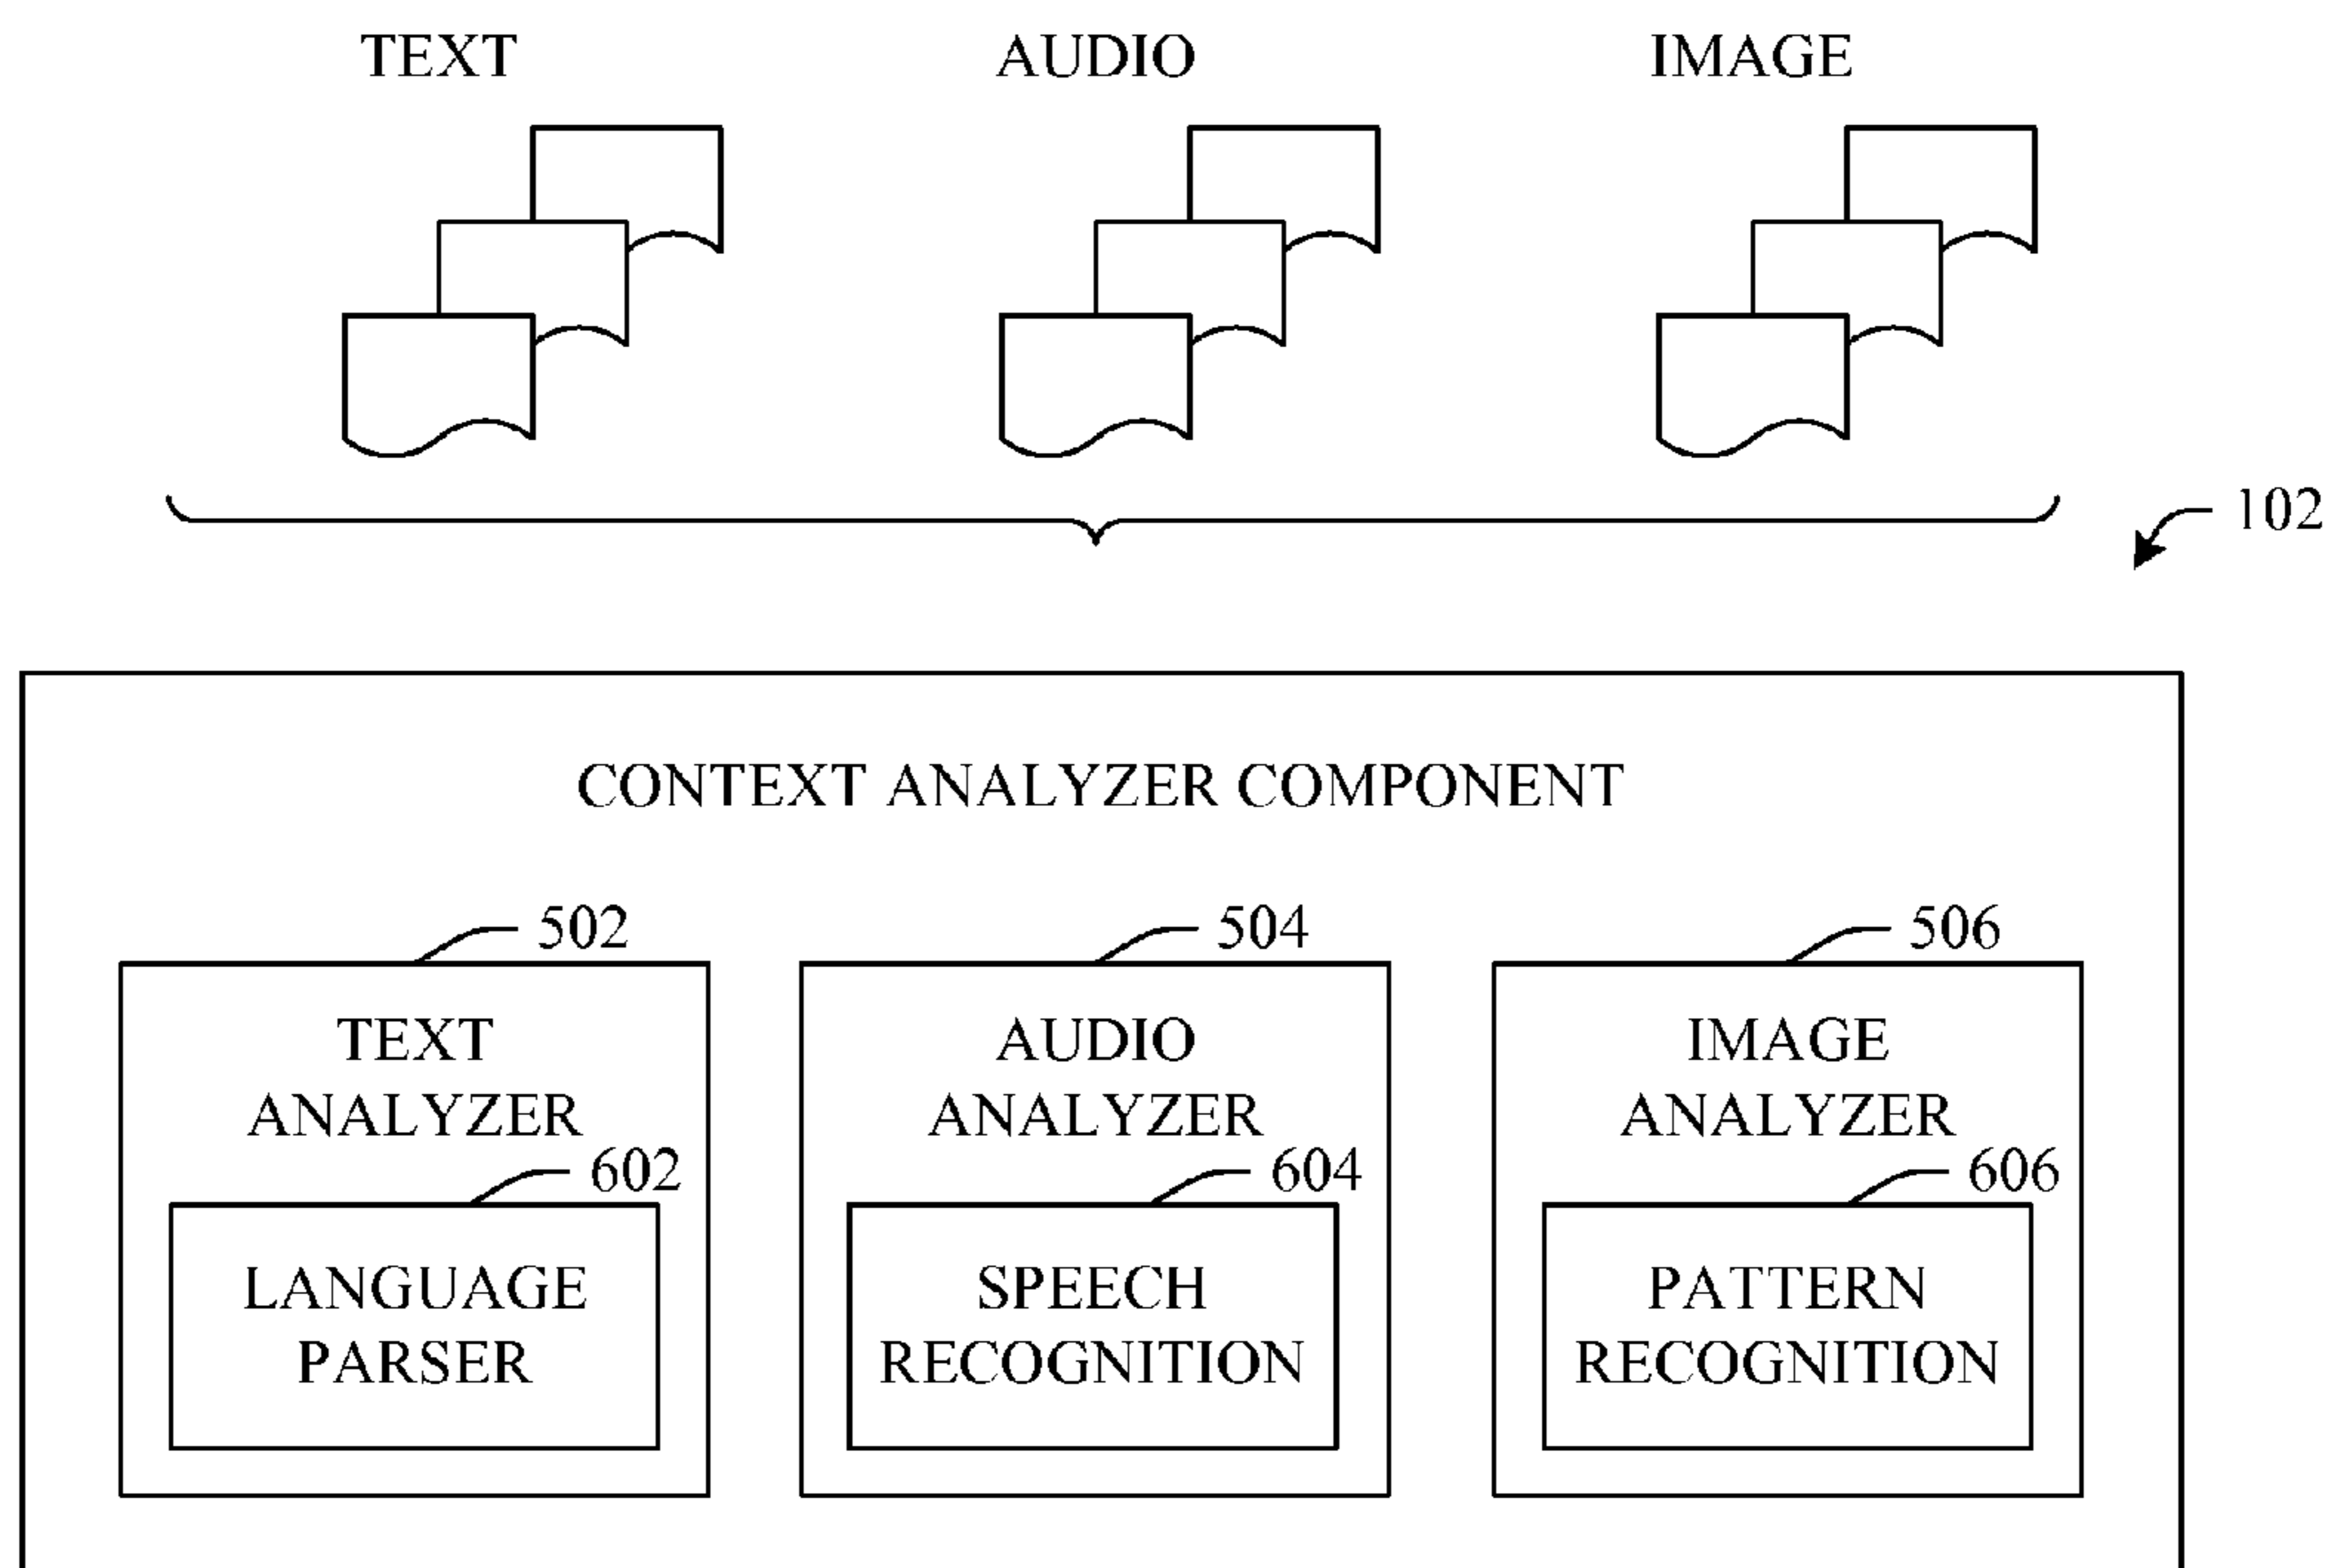 TEXT AUDIO IMAGE
102
CONTEXT ANALYZER COMPONENT
502 504 506
TEXT AUDIO IMAGE
ANALYZER ANALYZER ANALYZER
602 604 606
LANGUAGE SPEECH PATTERN
PARSER RECOGNITION RECOGNITION